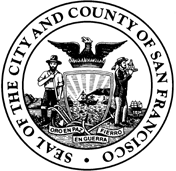 SEAL OF THE CITY AND COUNTY OF SAN FRANCISCO
ORO EN PAZ
FIERRO
EN GUERRA